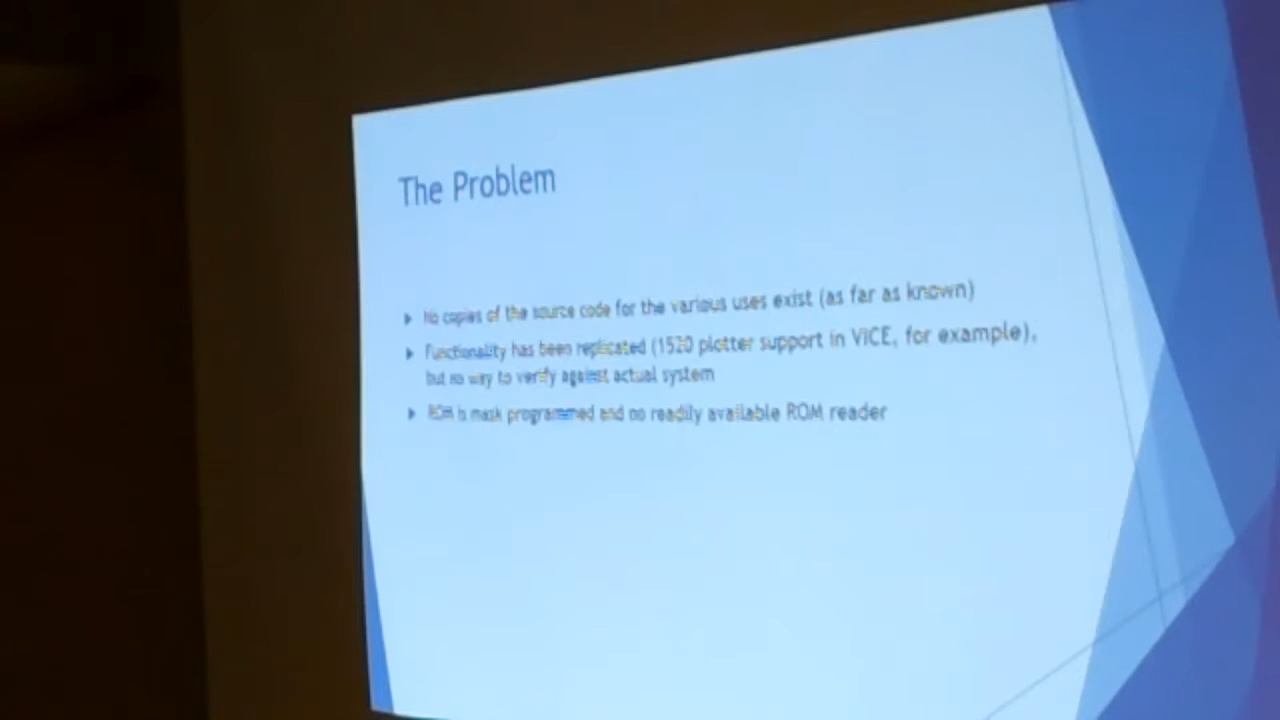 The Problem
No copies of the source code for the various uses exist (as far as known)
Functionality has been replicated (1520 plotter support in VICE, for example),
but no way to verify against actual system
ROM is mask programmed and no readily available ROM reader